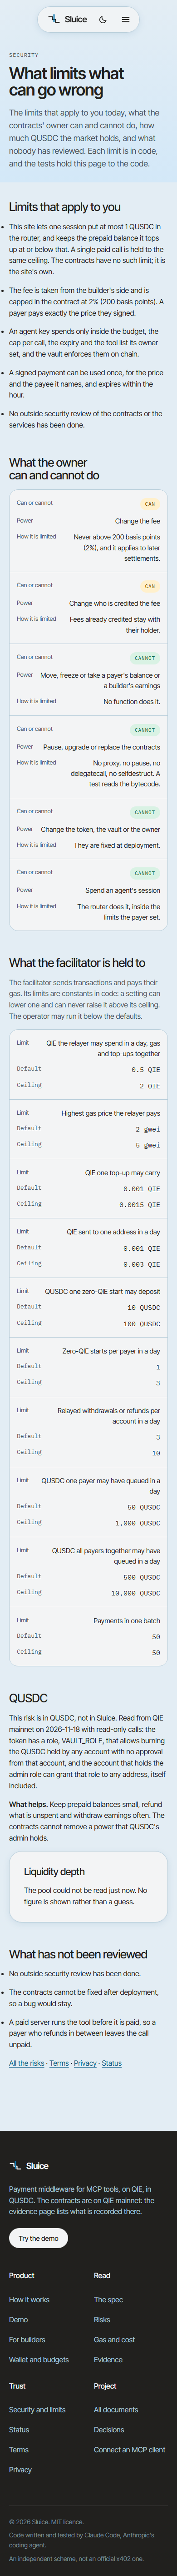 Sluice
SECURITY
What limits what
can go wrong
The limits that apply to you today, what the
contracts' owner can and cannot do, how
much QUSDC the market holds, and what
nobody has reviewed. Each limit is in code,
and the tests hold this page to the code.
Limits that apply to you
• This site lets one session put at most 1 QUSDC in
the router, and keeps the prepaid balance it tops
up at or below that. A single paid call is held to the
same ceiling. The contracts have no such limit; it is
the site's own.
• The fee is taken from the builder's side and is
capped in the contract at 2% (200 basis points). A
payer pays exactly the price they signed.
• An agent key spends only inside the budget, the
cap per call, the expiry and the tool list its owner
set, and the vault enforces them on chain.
• A signed payment can be used once, for the price
and the payee it names, and expires within the
hour.
• No outside security review of the contracts or the
services has been done.
What the owner
can and cannot do
Can or cannot CAN
Power Change the fee
How it is limited Never above 200 basis points
(2%), and it applies to later
settlements.
Can or cannot CAN
Power Change who is credited the fee
How it is limited Fees already credited stay with
their holder.
Can or cannot CANNOT
Power Move, freeze or take a payer's balance or
a builder's earnings
How it is limited No function does it.
Can or cannot CANNOT
Power Pause, upgrade or replace the contracts
How it is limited No proxy, no pause, no
delegatecall, no selfdestruct. A
test reads the bytecode.
Can or cannot CANNOT
Power Change the token, the vault or the owner
How it is limited They are fixed at deployment.
Can or cannot CANNOT
Power Spend an agent's session
How it is limited The router does it, inside the
limits the payer set.
What the facilitator is held to
The facilitator sends transactions and pays their
gas. Its limits are constants in code: a setting can
lower one and can never raise it above its ceiling.
The operator may run it below the defaults.
Limit QIE the relayer may spend in a day, gas
and top-ups together
Default 0.5 QIE
Ceiling 2 QIE
Limit Highest gas price the relayer pays
Default 2 gwei
Ceiling 5 gwei
Limit QIE one top-up may carry
Default 0.001 QIE
Ceiling 0.0015 QIE
Limit QIE sent to one address in a day
Default 0.001 QIE
Ceiling 0.003 QIE
Limit QUSDC one zero-QIE start may deposit
Default 10 QUSDC
Ceiling 100 QUSDC
Limit Zero-QIE starts per payer in a day
Default 1
Ceiling 3
Limit Relayed withdrawals or refunds per
account in a day
Default 3
Ceiling 10
Limit QUSDC one payer may have queued in a
day
Default 50 QUSDC
Ceiling 1,000 QUSDC
Limit QUSDC all payers together may have
queued in a day
Default 500 QUSDC
Ceiling 10,000 QUSDC
Limit Payments in one batch
Default 50
Ceiling 50
QUSDC
This risk is in QUSDC, not in Sluice. Read from QIE
mainnet on 2026-11-18 with read-only calls: the
token has a role, VAULT_ROLE, that allows burning
the QUSDC held by any account with no approval
from that account, and the account that holds the
admin role can grant that role to any address, itself
included.
What helps. Keep prepaid balances small, refund
what is unspent and withdraw earnings often. The
contracts cannot remove a power that QUSDC's
admin holds.
Liquidity depth
The pool could not be read just now. No
figure is shown rather than a guess.
What has not been reviewed
• No outside security review has been done.
• The contracts cannot be fixed after deployment,
so a bug would stay.
• A paid server runs the tool before it is paid, so a
payer who refunds in between leaves the call
unpaid.
All the risks · Terms · Privacy · Status
Sluice
Payment middleware for MCP tools, on QIE, in
QUSDC. The contracts are on QIE mainnet: the
evidence page lists what is recorded there.
Try the demo
Product Read
How it works The spec
Demo Risks
For builders Gas and cost
Wallet and budgets Evidence
Trust Project
Security and limits All documents
Status Decisions
Terms Connect an MCP client
Privacy
© 2026 Sluice. MIT licence.
Code written and tested by Claude Code, Anthropic's
coding agent.
An independent scheme, not an official x402 one.